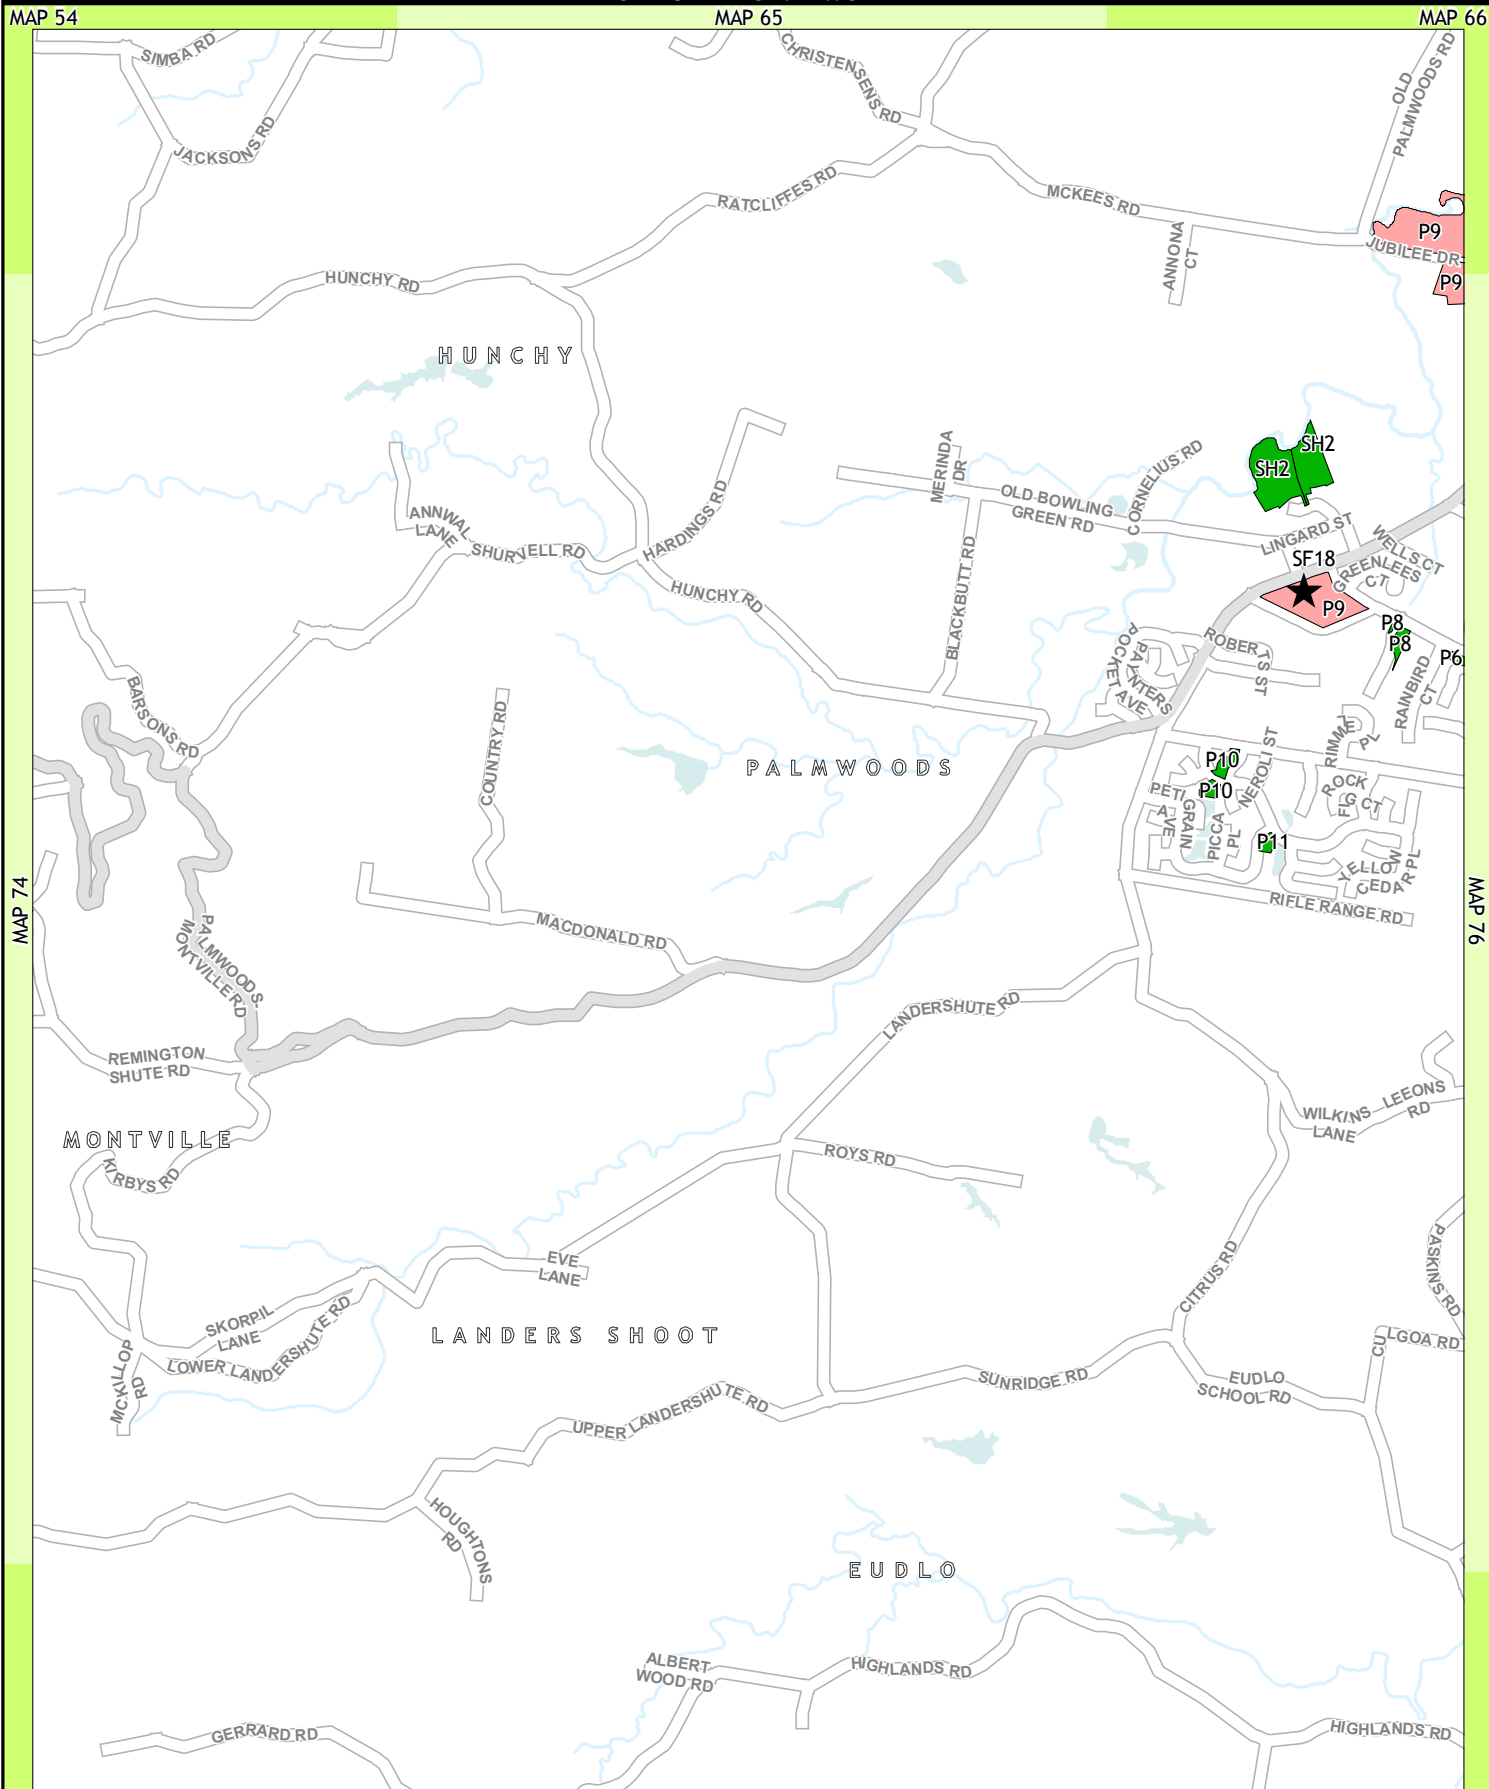 MAP 54
MAP 65
MAP 66
SIMBA RD
CHRISTENSENS RD
OLD
PALMWOODS RD
JACKSONS RD
RATCLIFFES RD
MCKEES RD
ANNONA
CT
P9
JUBILEE DR
P9
HUNCHY RD
HUNCHY
MERINDA
DR
CORNELIUS RD
SH2
SH2
OLD BOWLING
GREEN RD
HARDINGS RD
ANNWAL
LANE
SHURVELL RD
LINGARD ST
WELLS CT
GREENLEES
CT
SF18
P9
HUNCHY RD
BLACKBUTT RD
P8
P8
P6
POCKET AVE
PAYNTERS
ROBERTS ST
RAINBIRD
CT
BARSONS RD
COUNTRY RD
PALMWOODS
RIMMER
PL
NEROLI ST
P10
P10
PETIGRAIN
AVE
PICCA
PL
ROCK
FIG CT
P11
YELLOW
CEDAR PL
RIFLE RANGE RD
MAP 74
MAP 76
MACDONALD RD
PALMWOODS
MONTVILLE RD
LANDERSHUTE RD
REMINGTON
SHUTE RD
LEEONS
RD
WILKINS
LANE
MONTVILLE
KIRBYS RD
ROYS RD
PASKINS RD
EVE
LANE
CITRUS RD
SKORPIL
LANE
LOWER LANDERSHUTE RD
LANDERS SHOOT
CULGOA RD
MCKILLOP
RD
SUNRIDGE RD
EUDLO
SCHOOL RD
UPPER LANDERSHUTE RD
HOUGHTONS
RD
EUDLO
ALBERT
WOOD RD
HIGHLANDS RD
GERRARD RD
HIGHLANDS RD